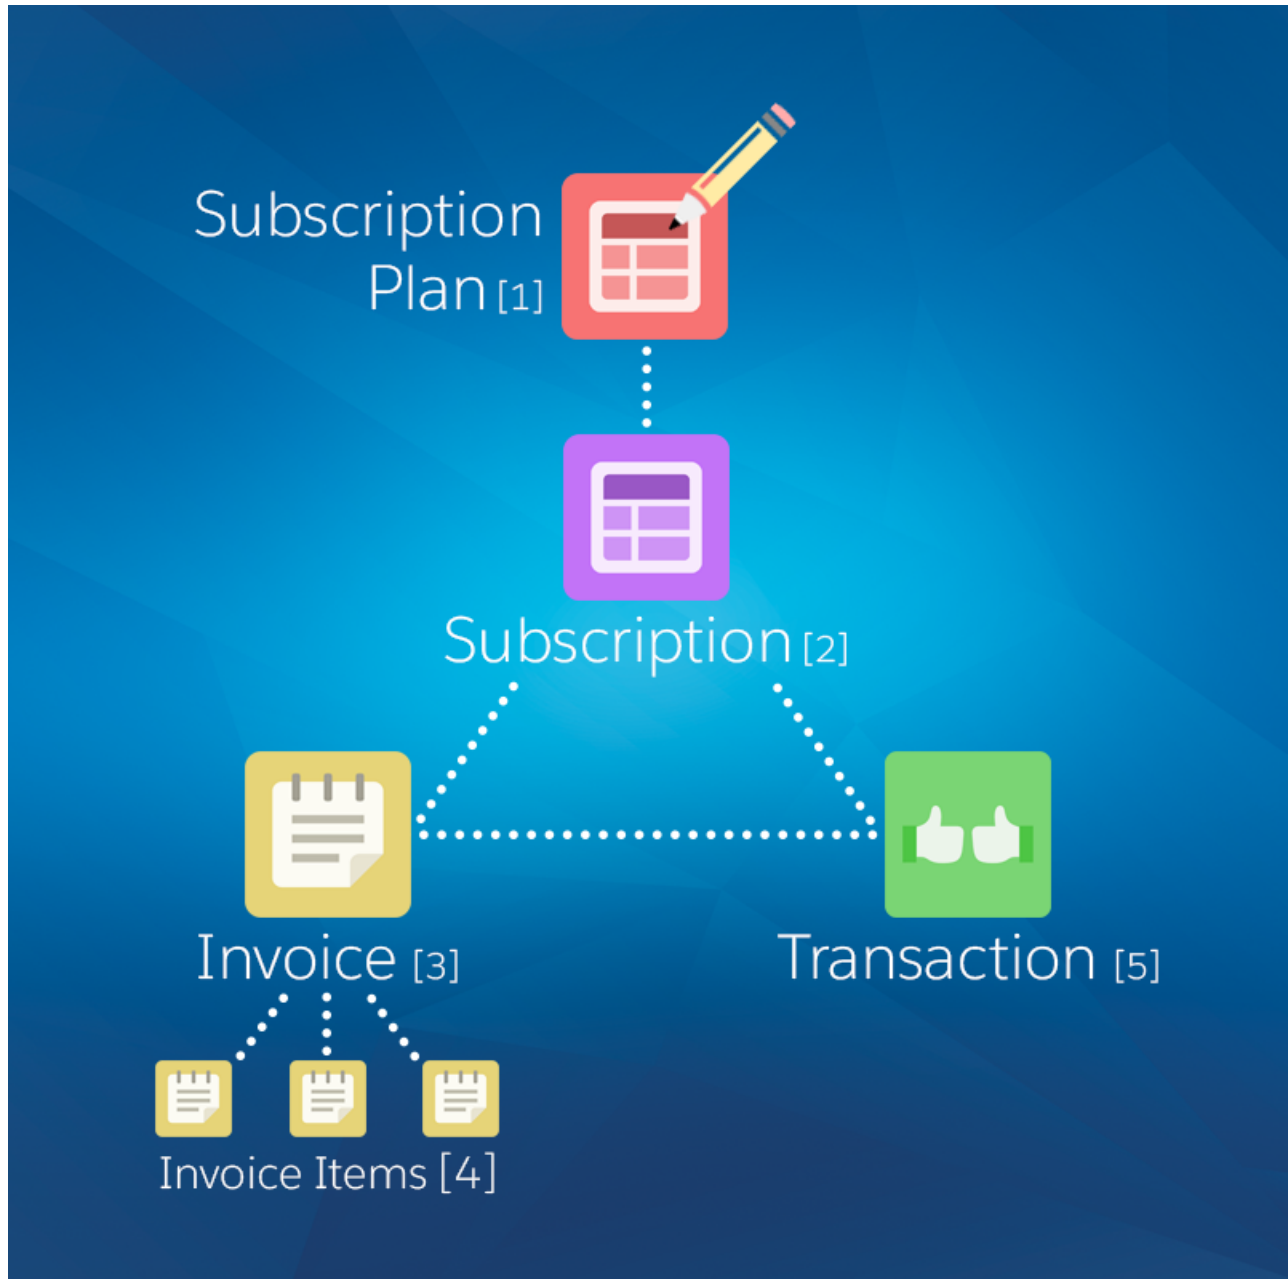 Subscription
Plan [1]
Subscription [2]
Invoice [3]
Transaction [5]
Invoice Items [4]